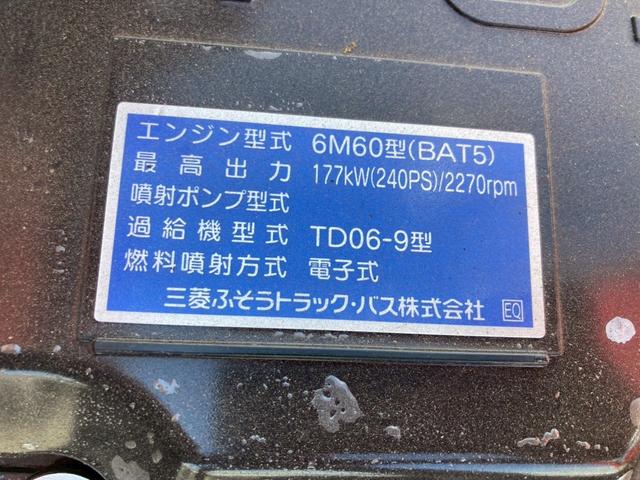 エンジン型式 6M60型(BAT5)
最高出力 177kW(240PS)/2270rpm
噴射ポンプ型式
過給機型式 TD06-9型
燃料噴射方式 電子式
三菱ふそうトラック・バス株式会社 EQ